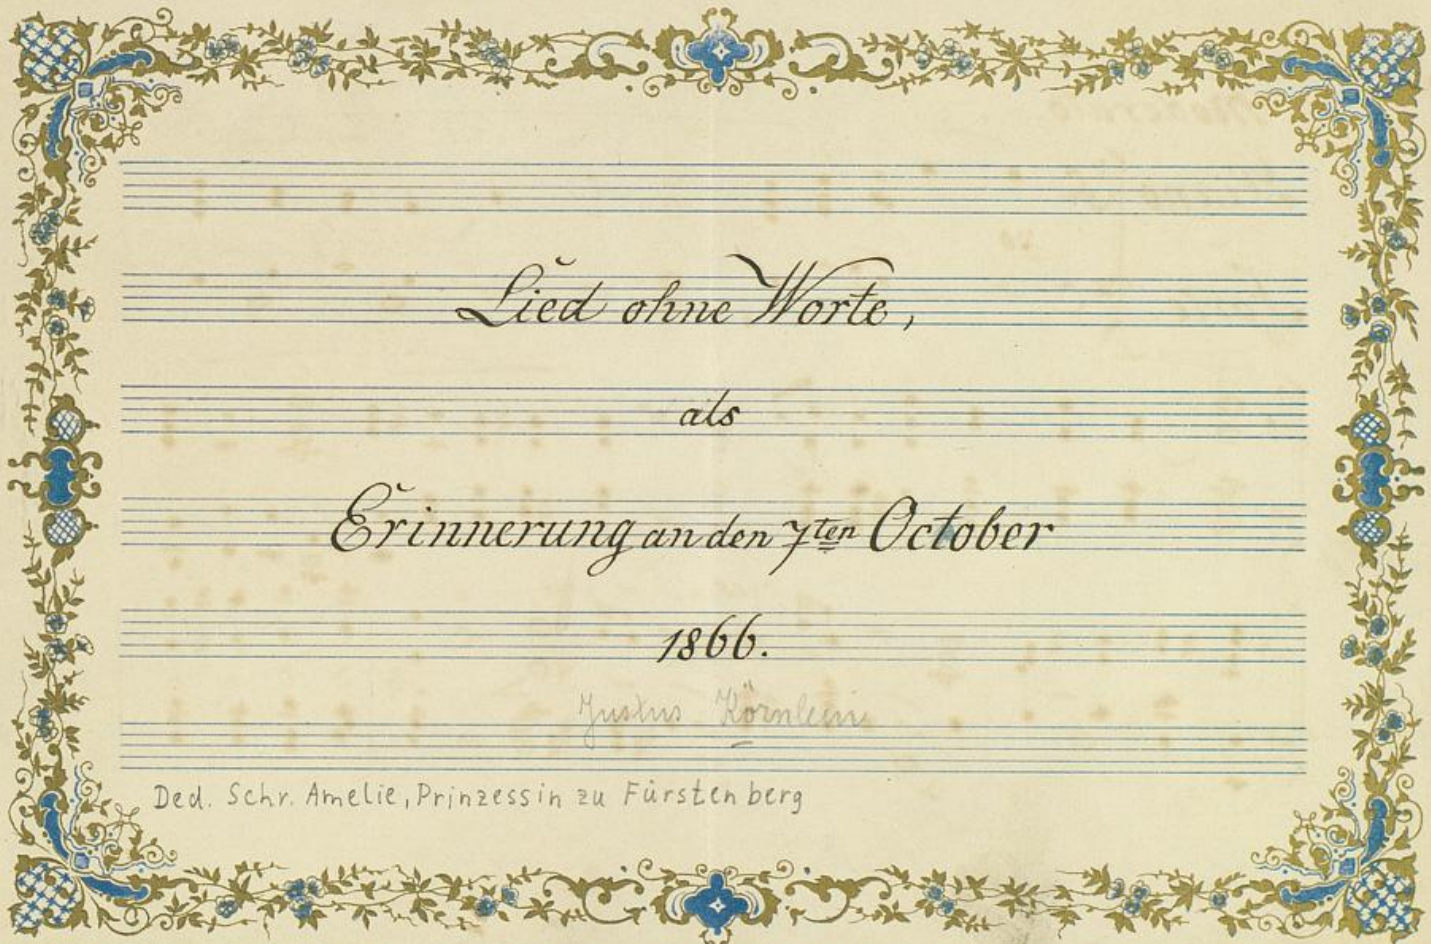 Lied ohne Worte,
als
Erinnerung an den 7ten October
1866.
Justus Körnlein
Ded. Schr. Amelie, Prinzessin zu Fürstenberg